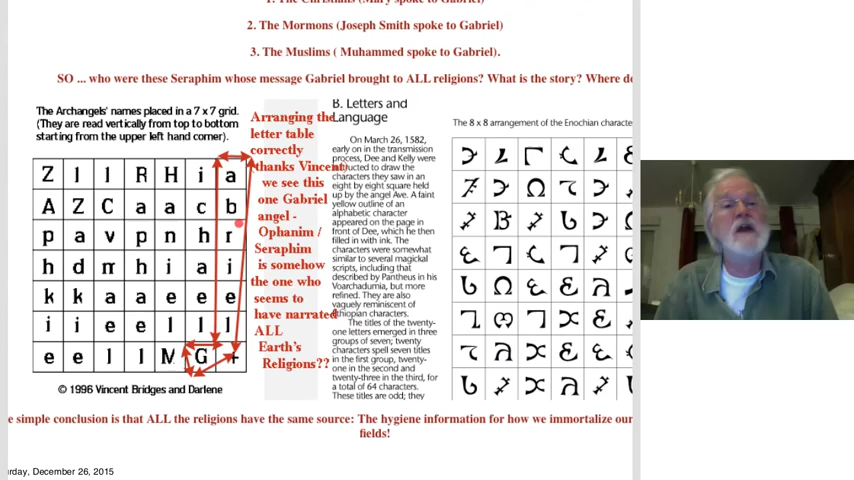 1. The Christians (Mary spoke to Gabriel)
2. The Mormons (Joseph Smith spoke to Gabriel)
3. The Muslims ( Muhammed spoke to Gabriel).
SO ... who were these Seraphim whose message Gabriel brought to ALL religions? What is the story? Where
The Archangels' names placed in a 7 x 7 grid.
(They are read vertically from top to bottom
starting from the upper left hand corner).
Z l l R H i a
A Z C a a c b
p a v p n h r
h d m h i a i
k k a a e e e
i i e e l l l
e e l l M G +
© 1996 Vincent Bridges and Darlene
Arranging the
letter table
correctly
thanks Vincent
we see this
one Gabriel
angel -
Ophanim /
Seraphim
is somehow
the one who
seems to
have narrated
ALL
Earth's
Religions??
B. Letters and
Language
On March 26, 1582,
early on in the transmission
process, Dee and Kelly were
characters they saw in an
eight by eight square held
up by the angel Ave. A faint
yellow outline of an
alphabetic character
appeared on the page in
front of Dee, which he then
filled in with ink. The
characters were somewhat
similar to several magickal
scripts, including that
described by Pantheus in his
Voarchadumia, but more
refined. They are also
vaguely reminiscent of
Ethiopian characters.
The titles of the twenty-
one letters emerged in three
groups of seven; twenty
characters spell seven titles
in the first group, twenty-
one in the second and
twenty-three in the third, for
a total of 64 characters.
These titles are odd; they
The 8 x 8 arrangement of the Enochian
simple conclusion is that ALL the religions have the same source: The hygiene information for how we immortalize our
fields!
December 26, 2015